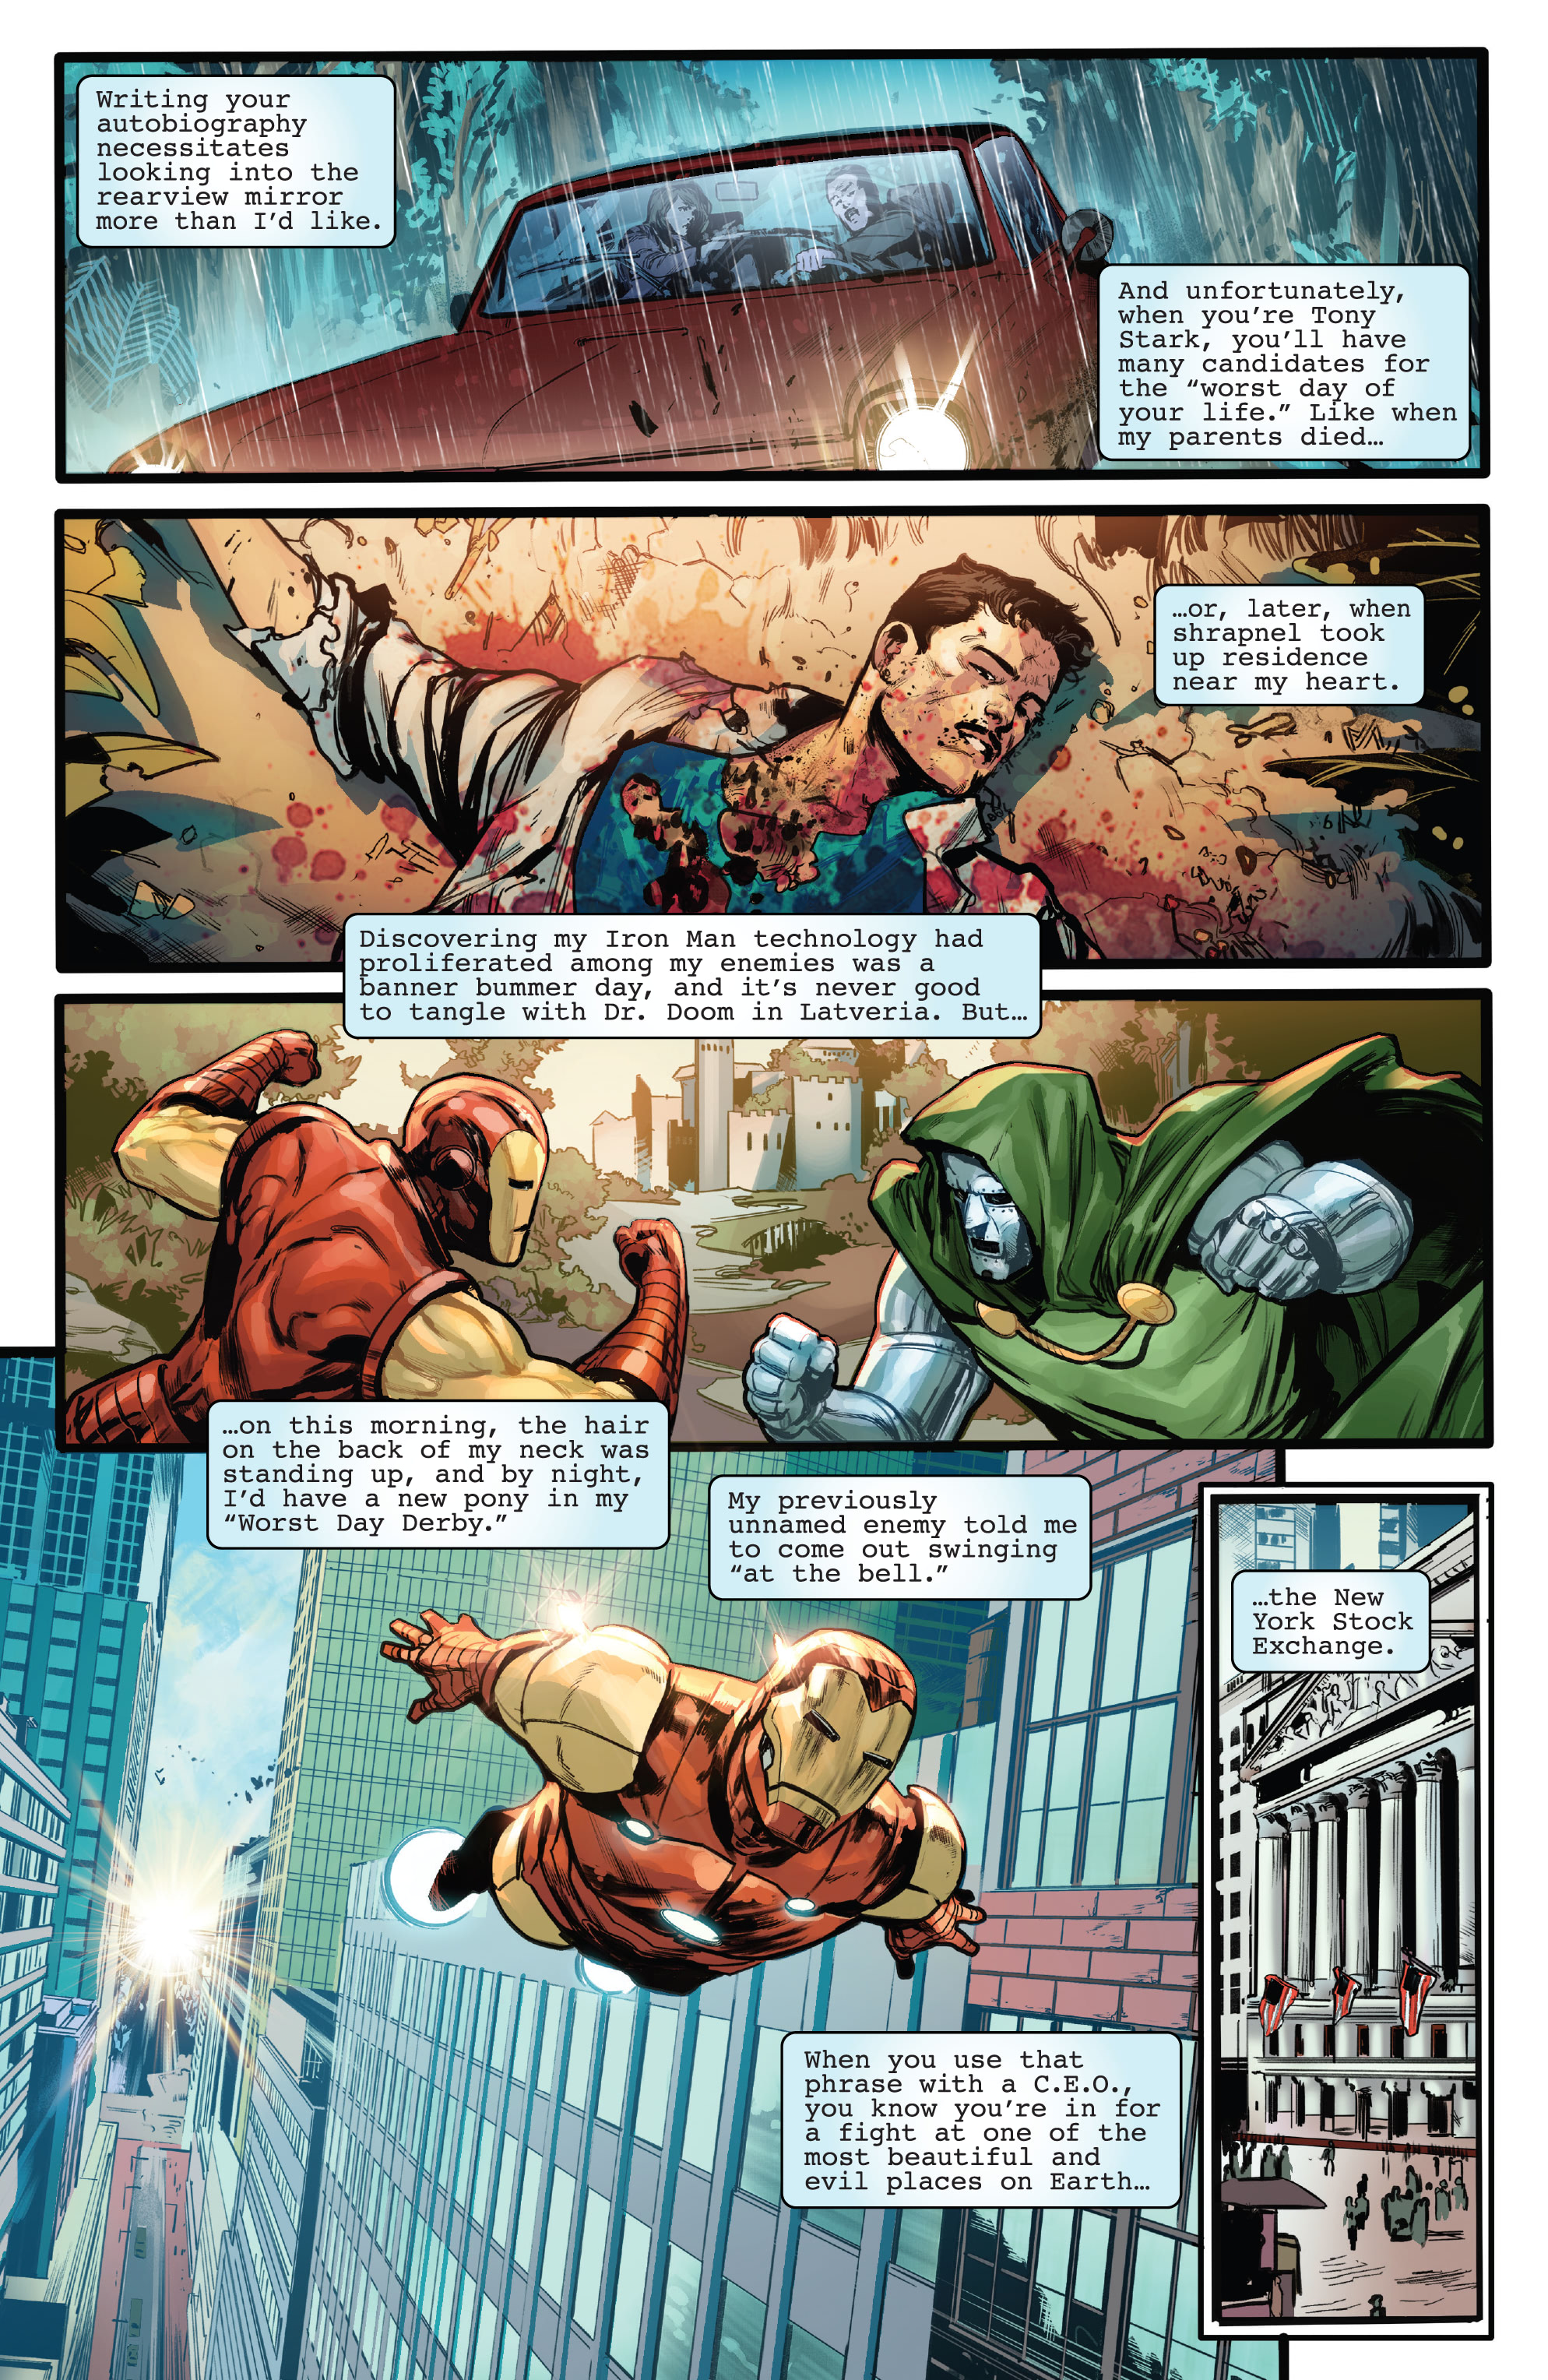 Writing your
autobiography
necessitates
looking into the
rearview mirror
more than I'd like.
And unfortunately,
when you're Tony
Stark, you'll have
many candidates for
the “worst day of
your life.” Like when
my parents died…
…or, later, when
shrapnel took
up residence
near my heart.
Discovering my Iron Man technology had
proliferated among my enemies was a
banner bummer day, and it's never good
to tangle with Dr. Doom in Latveria. But…
…on this morning, the hair
on the back of my neck was
standing up, and by night,
I'd have a new pony in my
“Worst Day Derby.”
My previously
unnamed enemy told me
to come out swinging
“at the bell.”
When you use that
phrase with a C.E.O.,
you know you're in for
a fight at one of the
most beautiful and
evil places on Earth…
…the New
York Stock
Exchange.